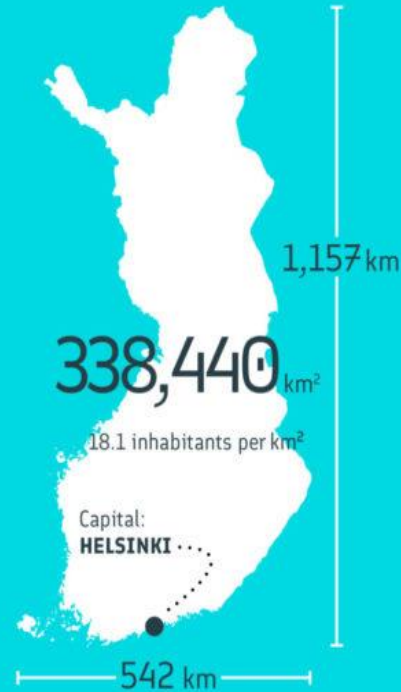 1,157 km
338,440 km²
18.1 inhabitants per km²
Capital:
HELSINKI
542 km